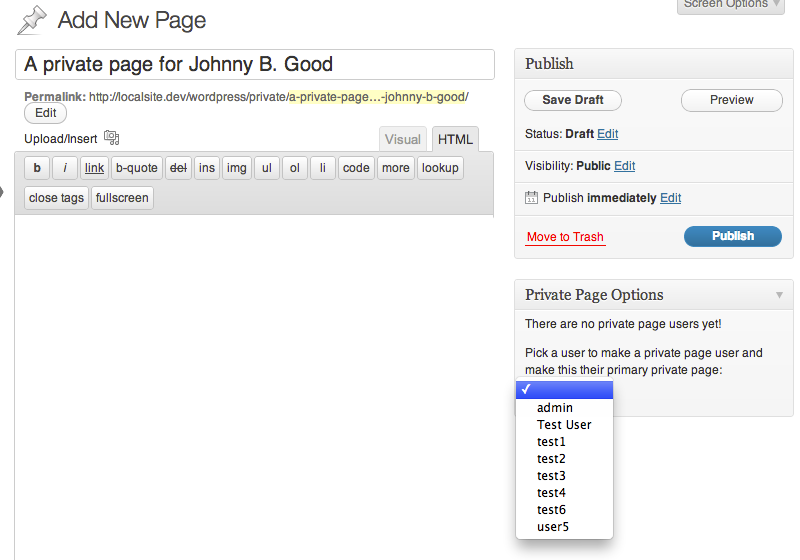 Screen Options
Add New Page
A private page for Johnny B. Good
Permalink: http://localsite.dev/wordpress/private/a-private-page…-johnny-b-good/
Edit
Upload/Insert
Visual
HTML
b i link b-quote del ins img ul ol li code more lookup
close tags fullscreen
Publish
Save Draft
Preview
Status: Draft Edit
Visibility: Public Edit
Publish immediately Edit
Move to Trash
Publish
Private Page Options
There are no private page users yet!
Pick a user to make a private page user and
make this their primary private page:
admin
Test User
test1
test2
test3
test4
test6
user5